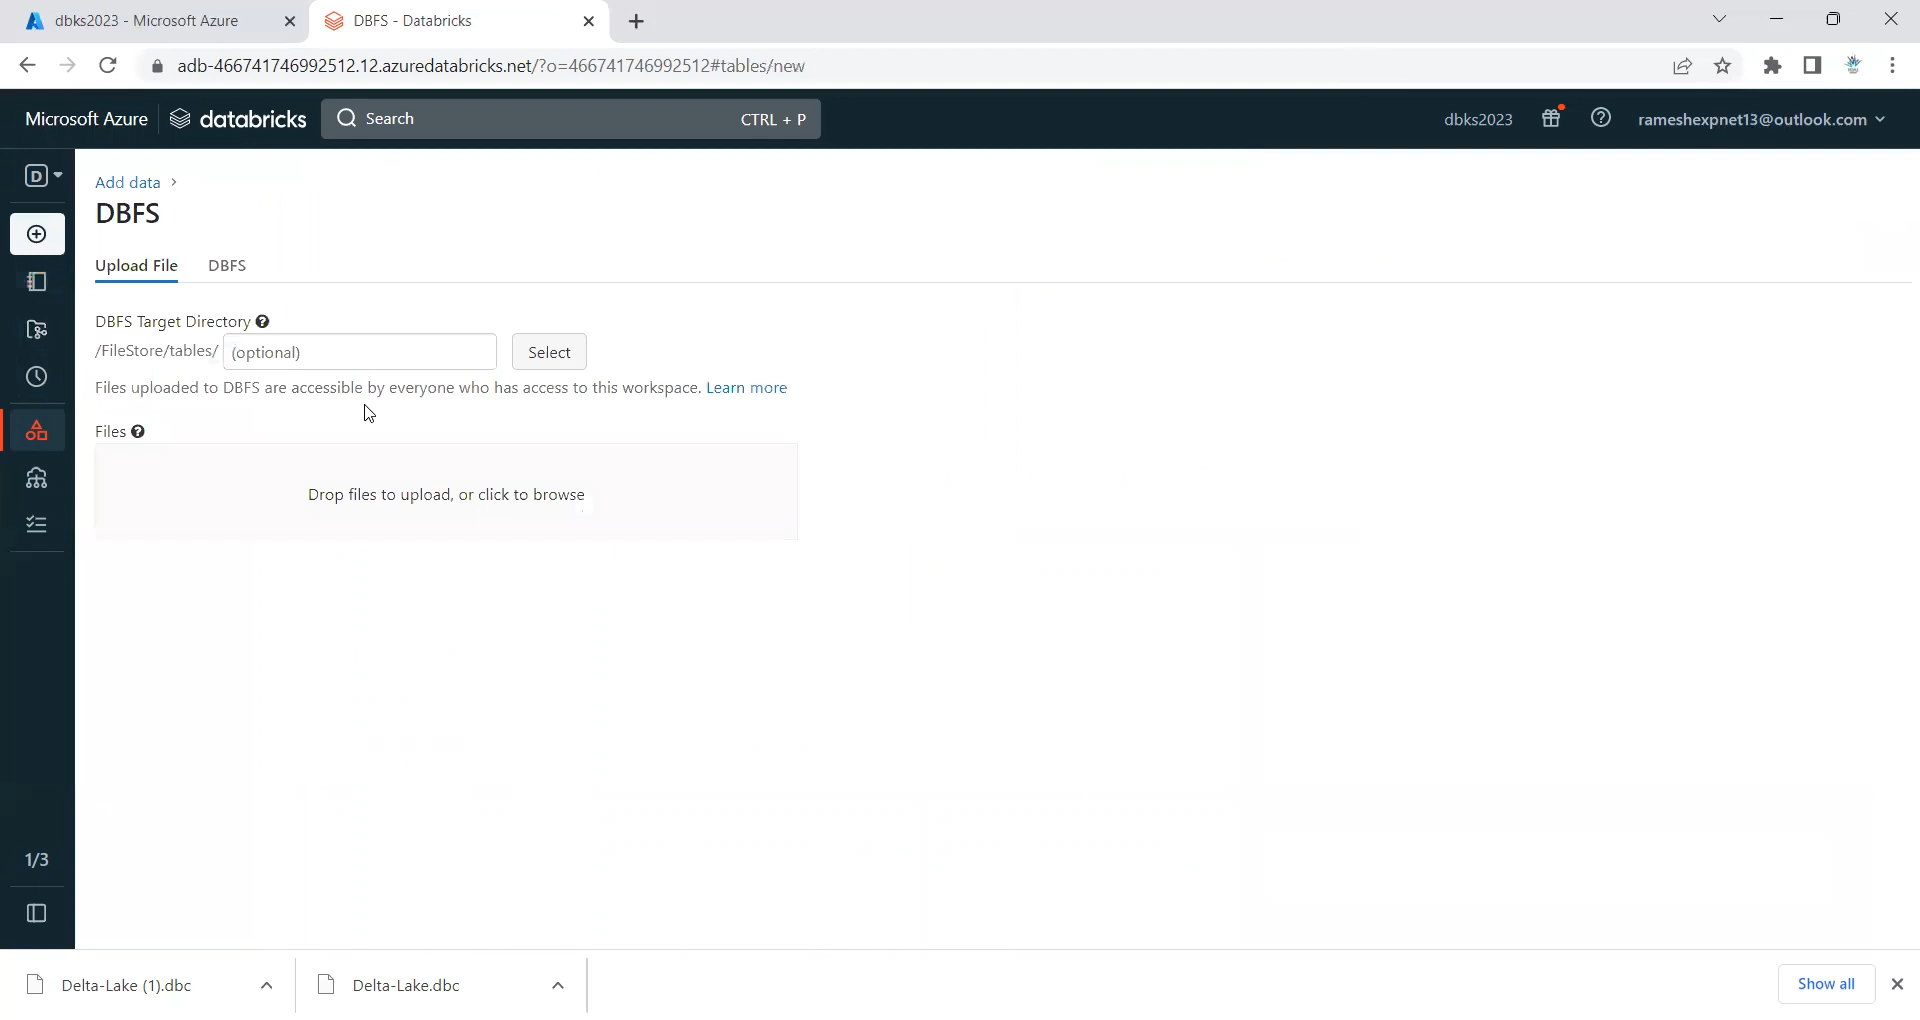 dbks2023 - Microsoft Azure
DBFS - Databricks
adb-466741746992512.12.azuredatabricks.net/?o=466741746992512#tables/new
Microsoft Azure databricks Search CTRL + P dbks2023 rameshexpnet13@outlook.com
D
Add data >
DBFS
Upload File DBFS
DBFS Target Directory ?
/FileStore/tables/ (optional) Select
Files uploaded to DBFS are accessible by everyone who has access to this workspace. Learn more
Files ?
Drop files to upload, or click to browse
1/3
Delta-Lake (1).dbc Delta-Lake.dbc Show all